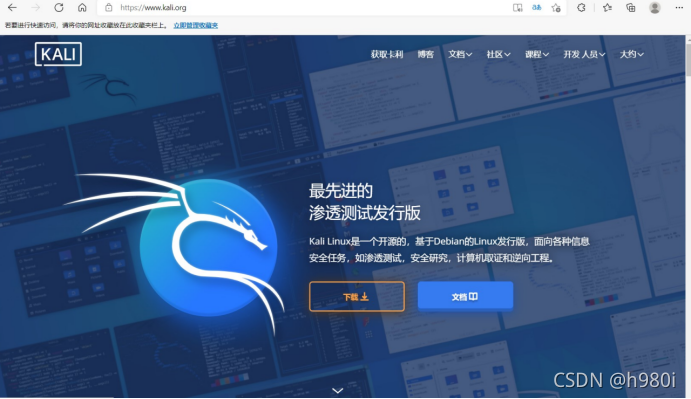 https://www.kali.org
若要进行快速访问，请将你的网址收藏放在此收藏夹栏上。 立即管理收藏夹
KALI
获取卡利 博客 文档 社区 课程 开发人员 大约
最先进的
渗透测试发行版
Kali Linux是一个开源的，基于Debian的Linux发行版，面向各种信息
安全任务，如渗透测试，安全研究，计算机取证和逆向工程。
下载 文档
CSDN @h980i